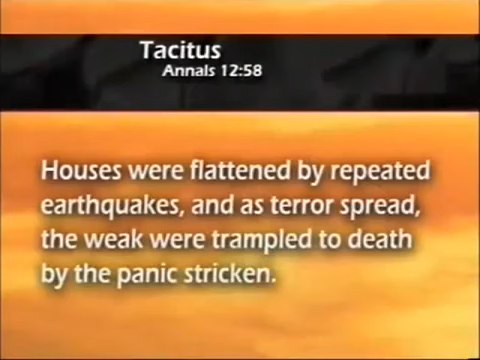 Tacitus
Annals 12:58
Houses were flattened by repeated
earthquakes, and as terror spread,
the weak were trampled to death
by the panic stricken.